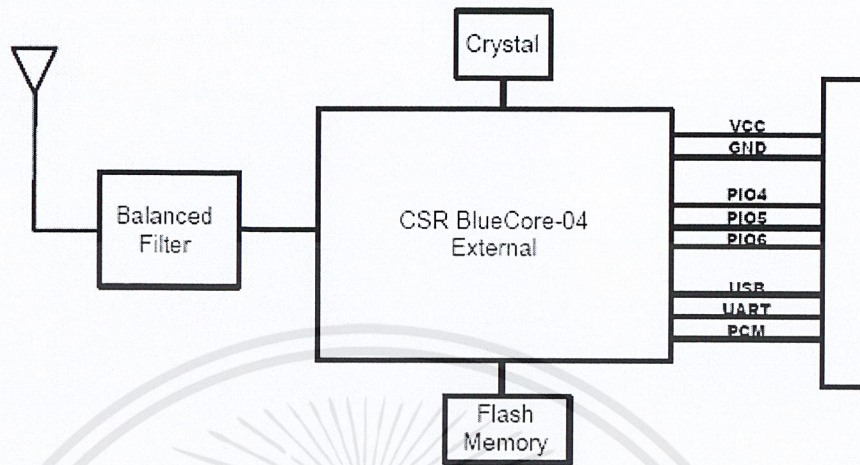 Crystal
Balanced
Filter
CSR BlueCore-04
External
VCC
GND
PIO4
PIO5
PIO6
USB
UART
PCM
Flash
Memory